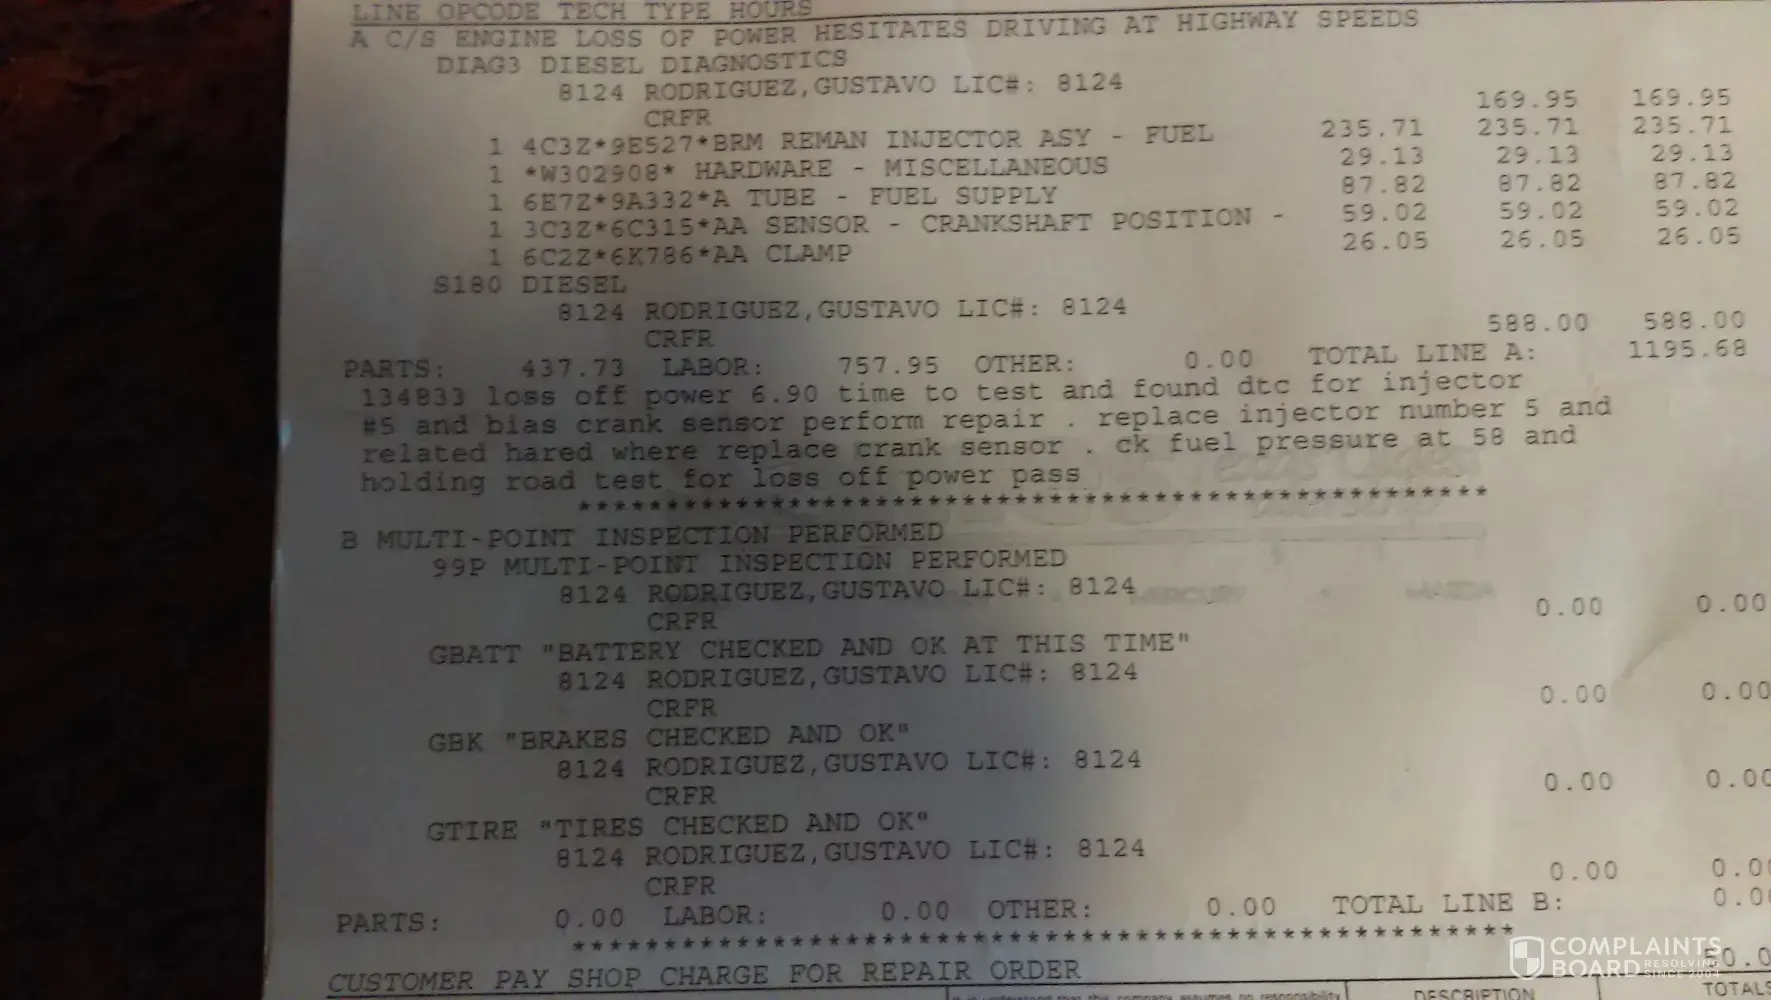 LINE OPCODE TECH TYPE HOURS
A C/S ENGINE LOSS OF POWER HESITATES DRIVING AT HIGHWAY SPEEDS
DIAG3 DIESEL DIAGNOSTICS
8124 RODRIGUEZ,GUSTAVO LIC#: 8124
CRFR 169.95 169.95
1 4C3Z*9E527*BRM REMAN INJECTOR ASY - FUEL 235.71 235.71 235.71
1 *W302908* HARDWARE - MISCELLANEOUS 29.13 29.13 29.13
1 6E7Z*9A332*A TUBE - FUEL SUPPLY 87.82 87.82 87.82
1 3C3Z*6C315*AA SENSOR - CRANKSHAFT POSITION - 59.02 59.02 59.02
1 6C2Z*6K786*AA CLAMP 26.05 26.05 26.05
S180 DIESEL
8124 RODRIGUEZ,GUSTAVO LIC#: 8124
CRFR 588.00 588.00
PARTS: 437.73 LABOR: 757.95 OTHER: 0.00 TOTAL LINE A: 1195.68
134833 loss off power 6.90 time to test and found dtc for injector
#5 and bias crank sensor perform repair . replace injector number 5 and
related hared where replace crank sensor . ck fuel pressure at 58 and
holding road test for loss off power pass
**************************************************
B MULTI-POINT INSPECTION PERFORMED
99P MULTI-POINT INSPECTION PERFORMED
8124 RODRIGUEZ,GUSTAVO LIC#: 8124
CRFR 0.00 0.00
GBATT "BATTERY CHECKED AND OK AT THIS TIME"
8124 RODRIGUEZ,GUSTAVO LIC#: 8124
CRFR 0.00 0.00
GBK "BRAKES CHECKED AND OK"
8124 RODRIGUEZ,GUSTAVO LIC#: 8124
CRFR 0.00 0.00
GTIRE "TIRES CHECKED AND OK"
8124 RODRIGUEZ,GUSTAVO LIC#: 8124
CRFR 0.00 0.00
PARTS: 0.00 LABOR: 0.00 OTHER: 0.00 TOTAL LINE B: 0.00
****************************************************
CUSTOMER PAY SHOP CHARGE FOR REPAIR ORDER
DESCRIPTION TOTALS
COMPLAINTS
BOARD RESOLVING
SINCE 2004